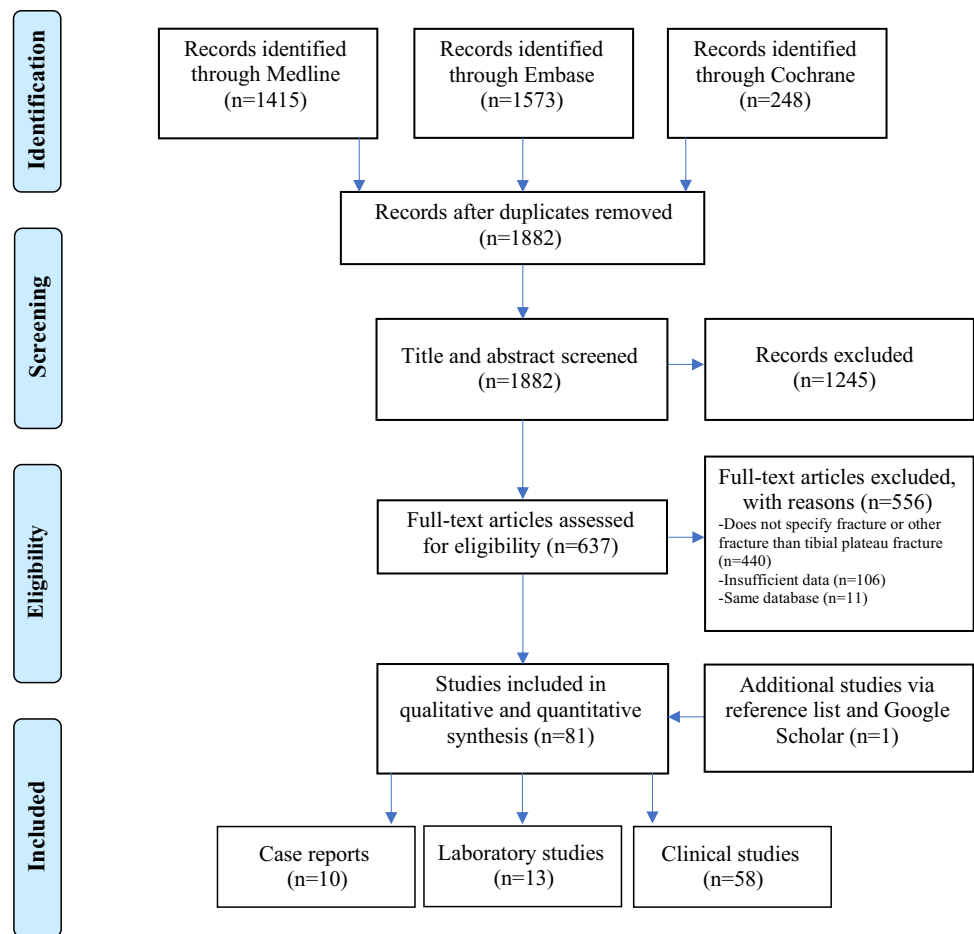 Identification
Records identified
through Medline
(n=1415)
Records identified
through Embase
(n=1573)
Records identified
through Cochrane
(n=248)
Records after duplicates removed
(n=1882)
Screening
Title and abstract screened
(n=1882)
Records excluded
(n=1245)
Eligibility
Full-text articles assessed
for eligibility (n=637)
Full-text articles excluded,
with reasons (n=556)
-Does not specify fracture or other
fracture than tibial plateau fracture
(n=440)
-Insufficient data (n=106)
-Same database (n=11)
Studies included in
qualitative and quantitative
synthesis (n=81)
Additional studies via
reference list and Google
Scholar (n=1)
Included
Case reports
(n=10)
Laboratory studies
(n=13)
Clinical studies
(n=58)